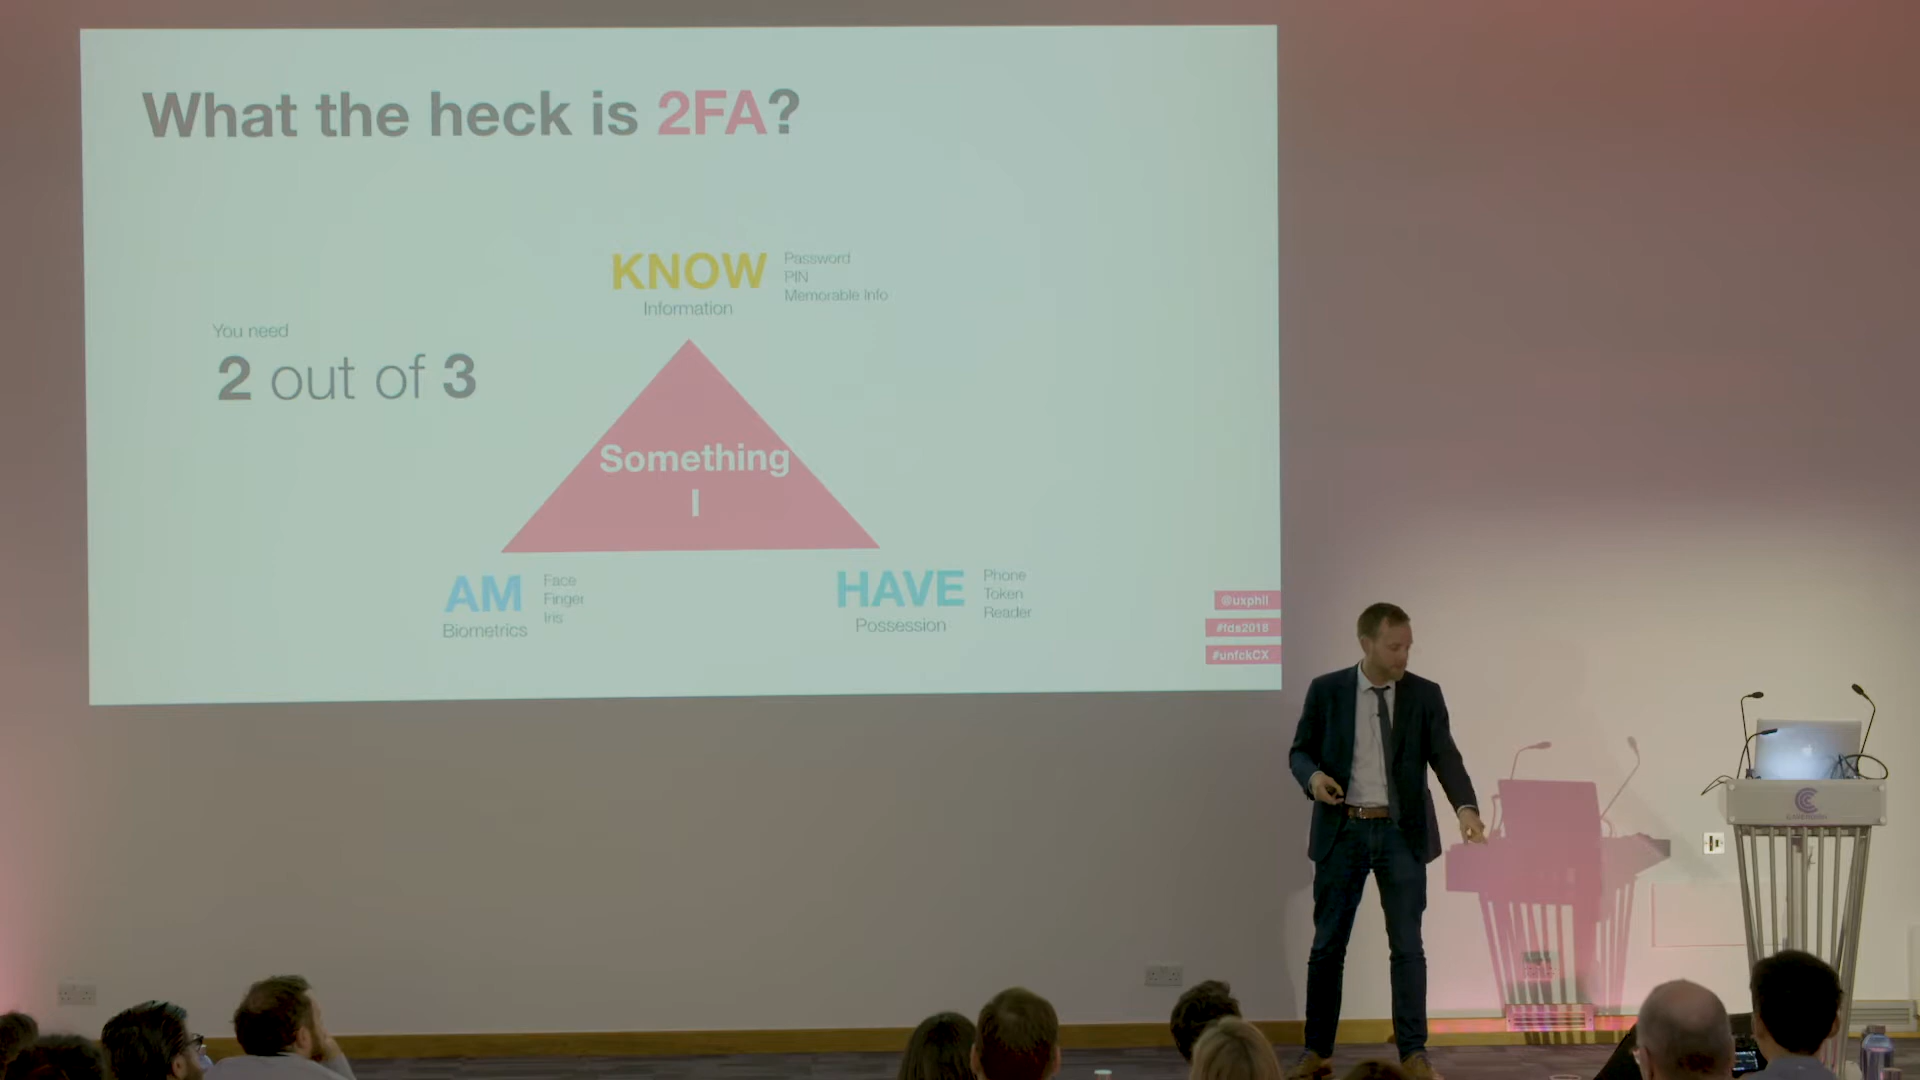 What the heck is 2FA?
KNOW
Information
Password
PIN
Memorable Info
You need
2 out of 3
Something
I
AM
Biometrics
Face
Finger
Iris
HAVE
Possession
Phone
Token
Reader
@uxphil
#fds2018
#unfckCX